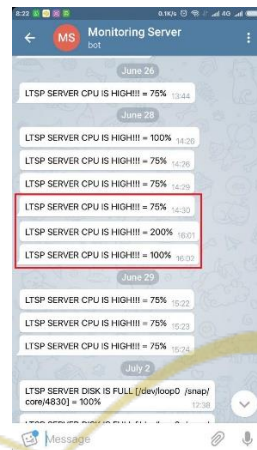 8:22 0.1K/s 4G
MS Monitoring Server
bot
June 26
LTSP SERVER CPU IS HIGH!!! = 75% 13:44
June 28
LTSP SERVER CPU IS HIGH!!! = 100% 14:26
LTSP SERVER CPU IS HIGH!!! = 75% 14:26
LTSP SERVER CPU IS HIGH!!! = 75% 14:29
LTSP SERVER CPU IS HIGH!!! = 75% 14:30
LTSP SERVER CPU IS HIGH!!! = 200% 16:01
LTSP SERVER CPU IS HIGH!!! = 100% 16:02
June 29
LTSP SERVER CPU IS HIGH!!! = 75% 15:22
LTSP SERVER CPU IS HIGH!!! = 75% 15:23
LTSP SERVER CPU IS HIGH!!! = 75% 15:24
July 2
LTSP SERVER DISK IS FULL [/dev/loop0 /snap/
core/4830] = 100% 12:38
Message